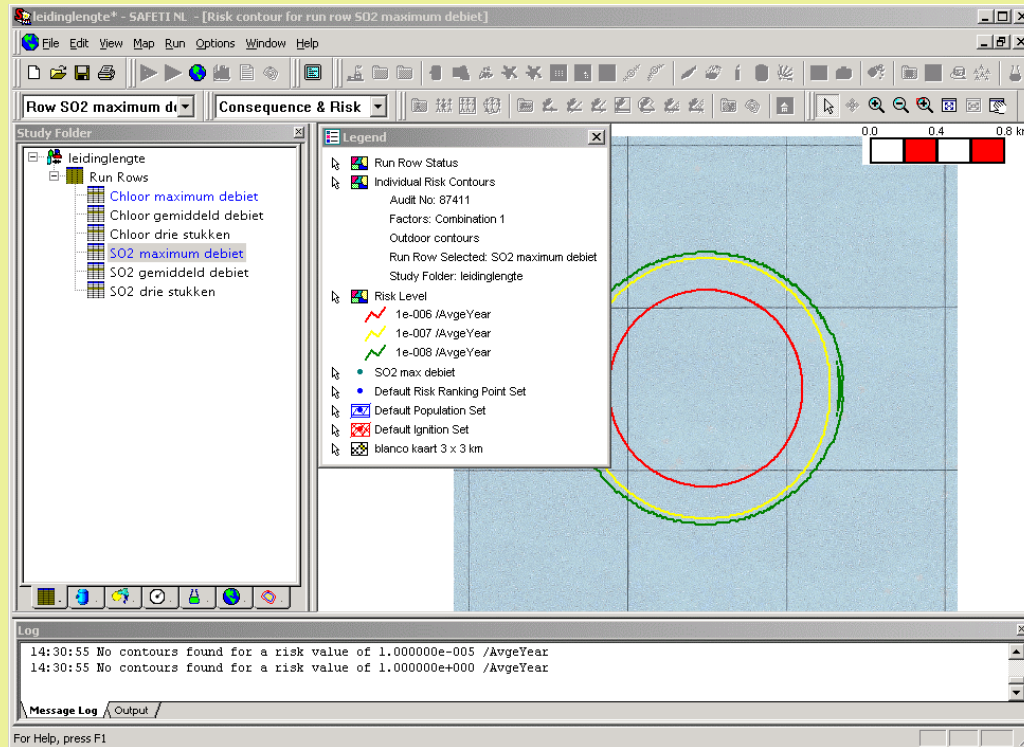 leidinglengte* - SAFETI NL - [Risk contour for run row SO2 maximum debiet]
File Edit View Map Run Options Window Help
Row SO2 maximum de Consequence & Risk
Study Folder
leidinglengte
Run Rows
Chloor maximum debiet
Chloor gemiddeld debiet
Chloor drie stukken
SO2 maximum debiet
SO2 gemiddeld debiet
SO2 drie stukken
Legend
Run Row Status
Individual Risk Contours
Audit No: 87411
Factors: Combination 1
Outdoor contours
Run Row Selected: SO2 maximum debiet
Study Folder: leidinglengte
Risk Level
1e-006 /AvgeYear
1e-007 /AvgeYear
1e-008 /AvgeYear
SO2 max debiet
Default Risk Ranking Point Set
Default Population Set
Default Ignition Set
blanco kaart 3 x 3 km
0.0 0.4 0.8 km
Log
14:30:55 No contours found for a risk value of 1.000000e-005 /AvgeYear
14:30:55 No contours found for a risk value of 1.000000e+000 /AvgeYear
Message Log Output
For Help, press F1